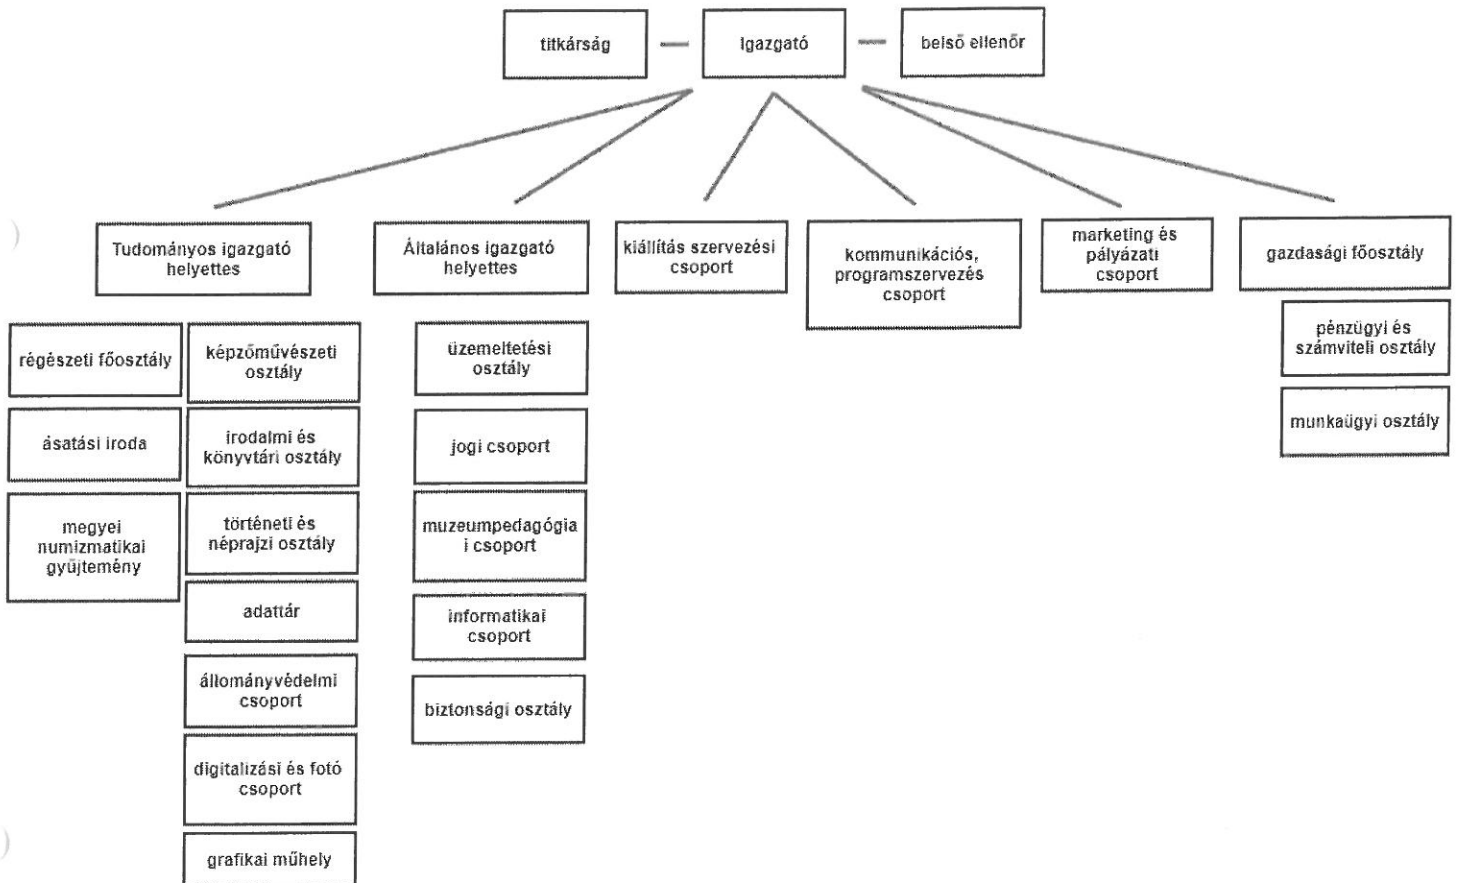 titkárság
Igazgató
belső ellenőr
Tudományos igazgató
helyettes
Általános igazgató
helyettes
kiállítás szervezési
csoport
kommunikációs,
programszervezés
csoport
marketing és
pályázati
csoport
gazdasági főosztály
régészeti főosztály
ásatási iroda
megyei
numizmatikai
gyűjtemény
képzőművészeti
osztály
irodalmi és
könyvtári osztály
történeti és
néprajzi osztály
adattár
állományvédelmi
csoport
digitalizási és fotó
csoport
grafikai műhely
üzemeltetési
osztály
jogi csoport
muzeumpedagógia
i csoport
informatikai
csoport
biztonsági osztály
pénzügyi és
számviteli osztály
munkaügyi osztály